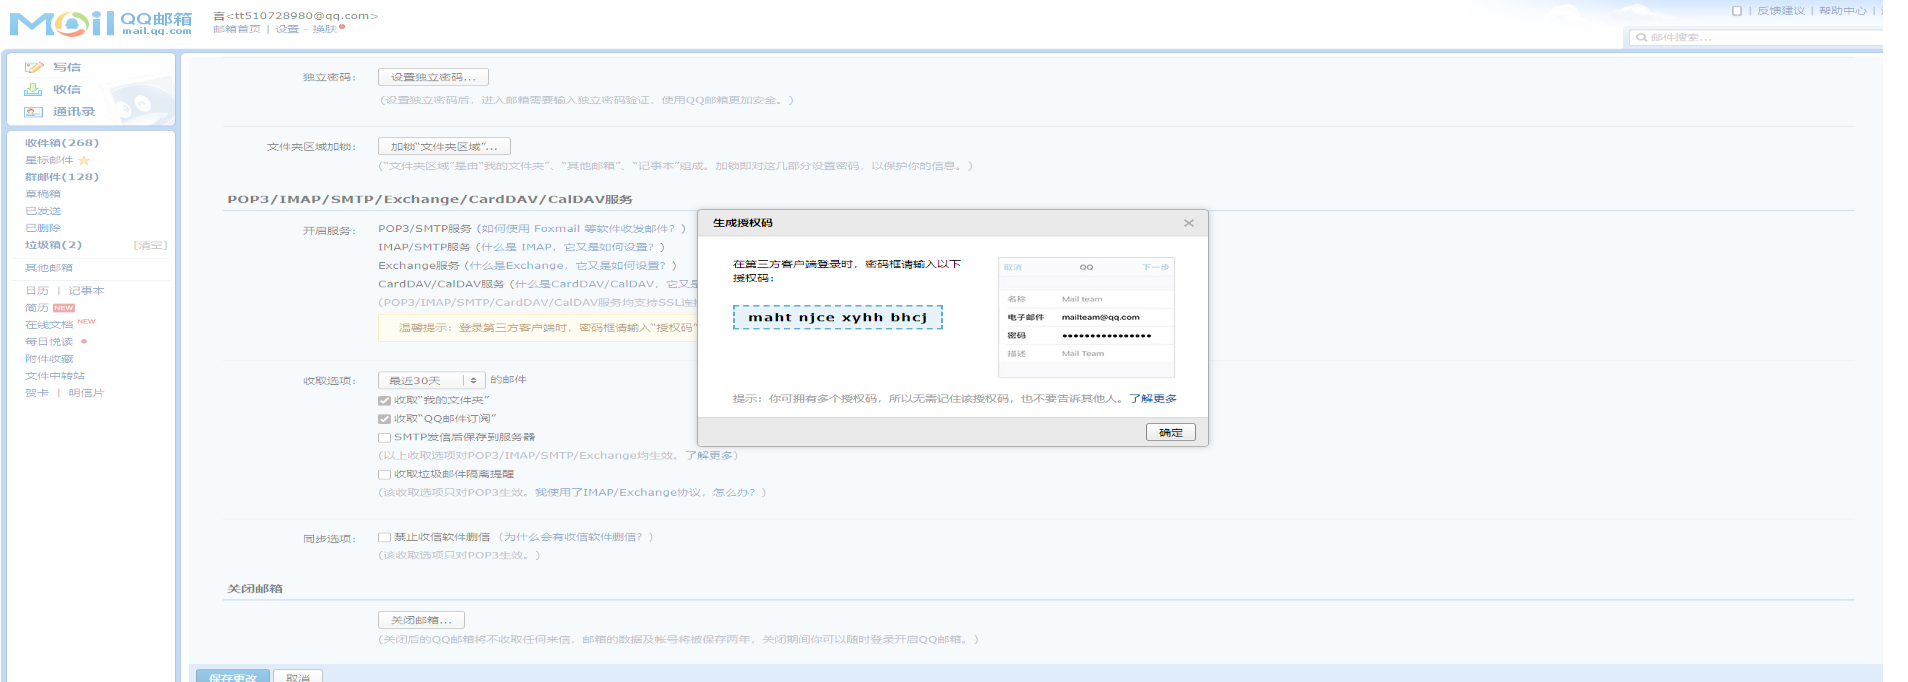 Mail QQ邮箱
mail.qq.com
言<tt510728980@qq.com>
邮箱首页 | 设置 - 换肤
反馈建议 | 帮助中心 |
邮件搜索...
写信
收信
通讯录
收件箱(268)
星标邮件
群邮件(128)
草稿箱
已发送
已删除
垃圾箱(2) [清空]
其他邮箱
日历 | 记事本
简历 NEW
在线文档 NEW
每日悦读
附件收藏
文件中转站
贺卡 | 明信片
独立密码： 设置独立密码...
(设置独立密码后，进入邮箱需要输入独立密码验证，使用QQ邮箱更加安全。)
文件夹区域加锁： 加锁“文件夹区域”...
(“文件夹区域”是由“我的文件夹”、“其他邮箱”、“记事本”组成。加锁即对这几部分设置密码，以保护你的信息。)
POP3/IMAP/SMTP/Exchange/CardDAV/CalDAV服务
开启服务： POP3/SMTP服务 (如何使用 Foxmail 等软件收发邮件？)
IMAP/SMTP服务 (什么是 IMAP，它又是如何设置？)
Exchange服务 (什么是Exchange，它又是如何设置？)
CardDAV/CalDAV服务 (什么是CardDAV/CalDAV，它又是
(POP3/IMAP/SMTP/CardDAV/CalDAV服务均支持SSL连接
温馨提示：登录第三方客户端时，密码框请输入“授权码”
收取选项： 最近30天 的邮件
收取“我的文件夹”
收取“QQ邮件订阅”
SMTP发信后保存到服务器
(以上收取选项对POP3/IMAP/SMTP/Exchange均生效。了解更多)
收取垃圾邮件隔离提醒
(该收取选项只对POP3生效。我使用了IMAP/Exchange协议，怎么办？)
同步选项： 禁止收信软件删信 (为什么会有收信软件删信？)
(该收取选项只对POP3生效。)
关闭邮箱
关闭邮箱...
(关闭后的QQ邮箱将不收取任何来信，邮箱的数据及帐号将被保存两年，关闭期间你可以随时登录开启QQ邮箱。)
保存更改 取消
生成授权码
在第三方客户端登录时，密码框请输入以下
授权码：
maht njce xyhh bhcj
取消 QQ 下一步
名称 Mail team
电子邮件 mailteam@qq.com
密码 ••••••••••••••••
描述 Mail Team
提示：你可拥有多个授权码，所以无需记住该授权码，也不要告诉其他人。了解更多
确定